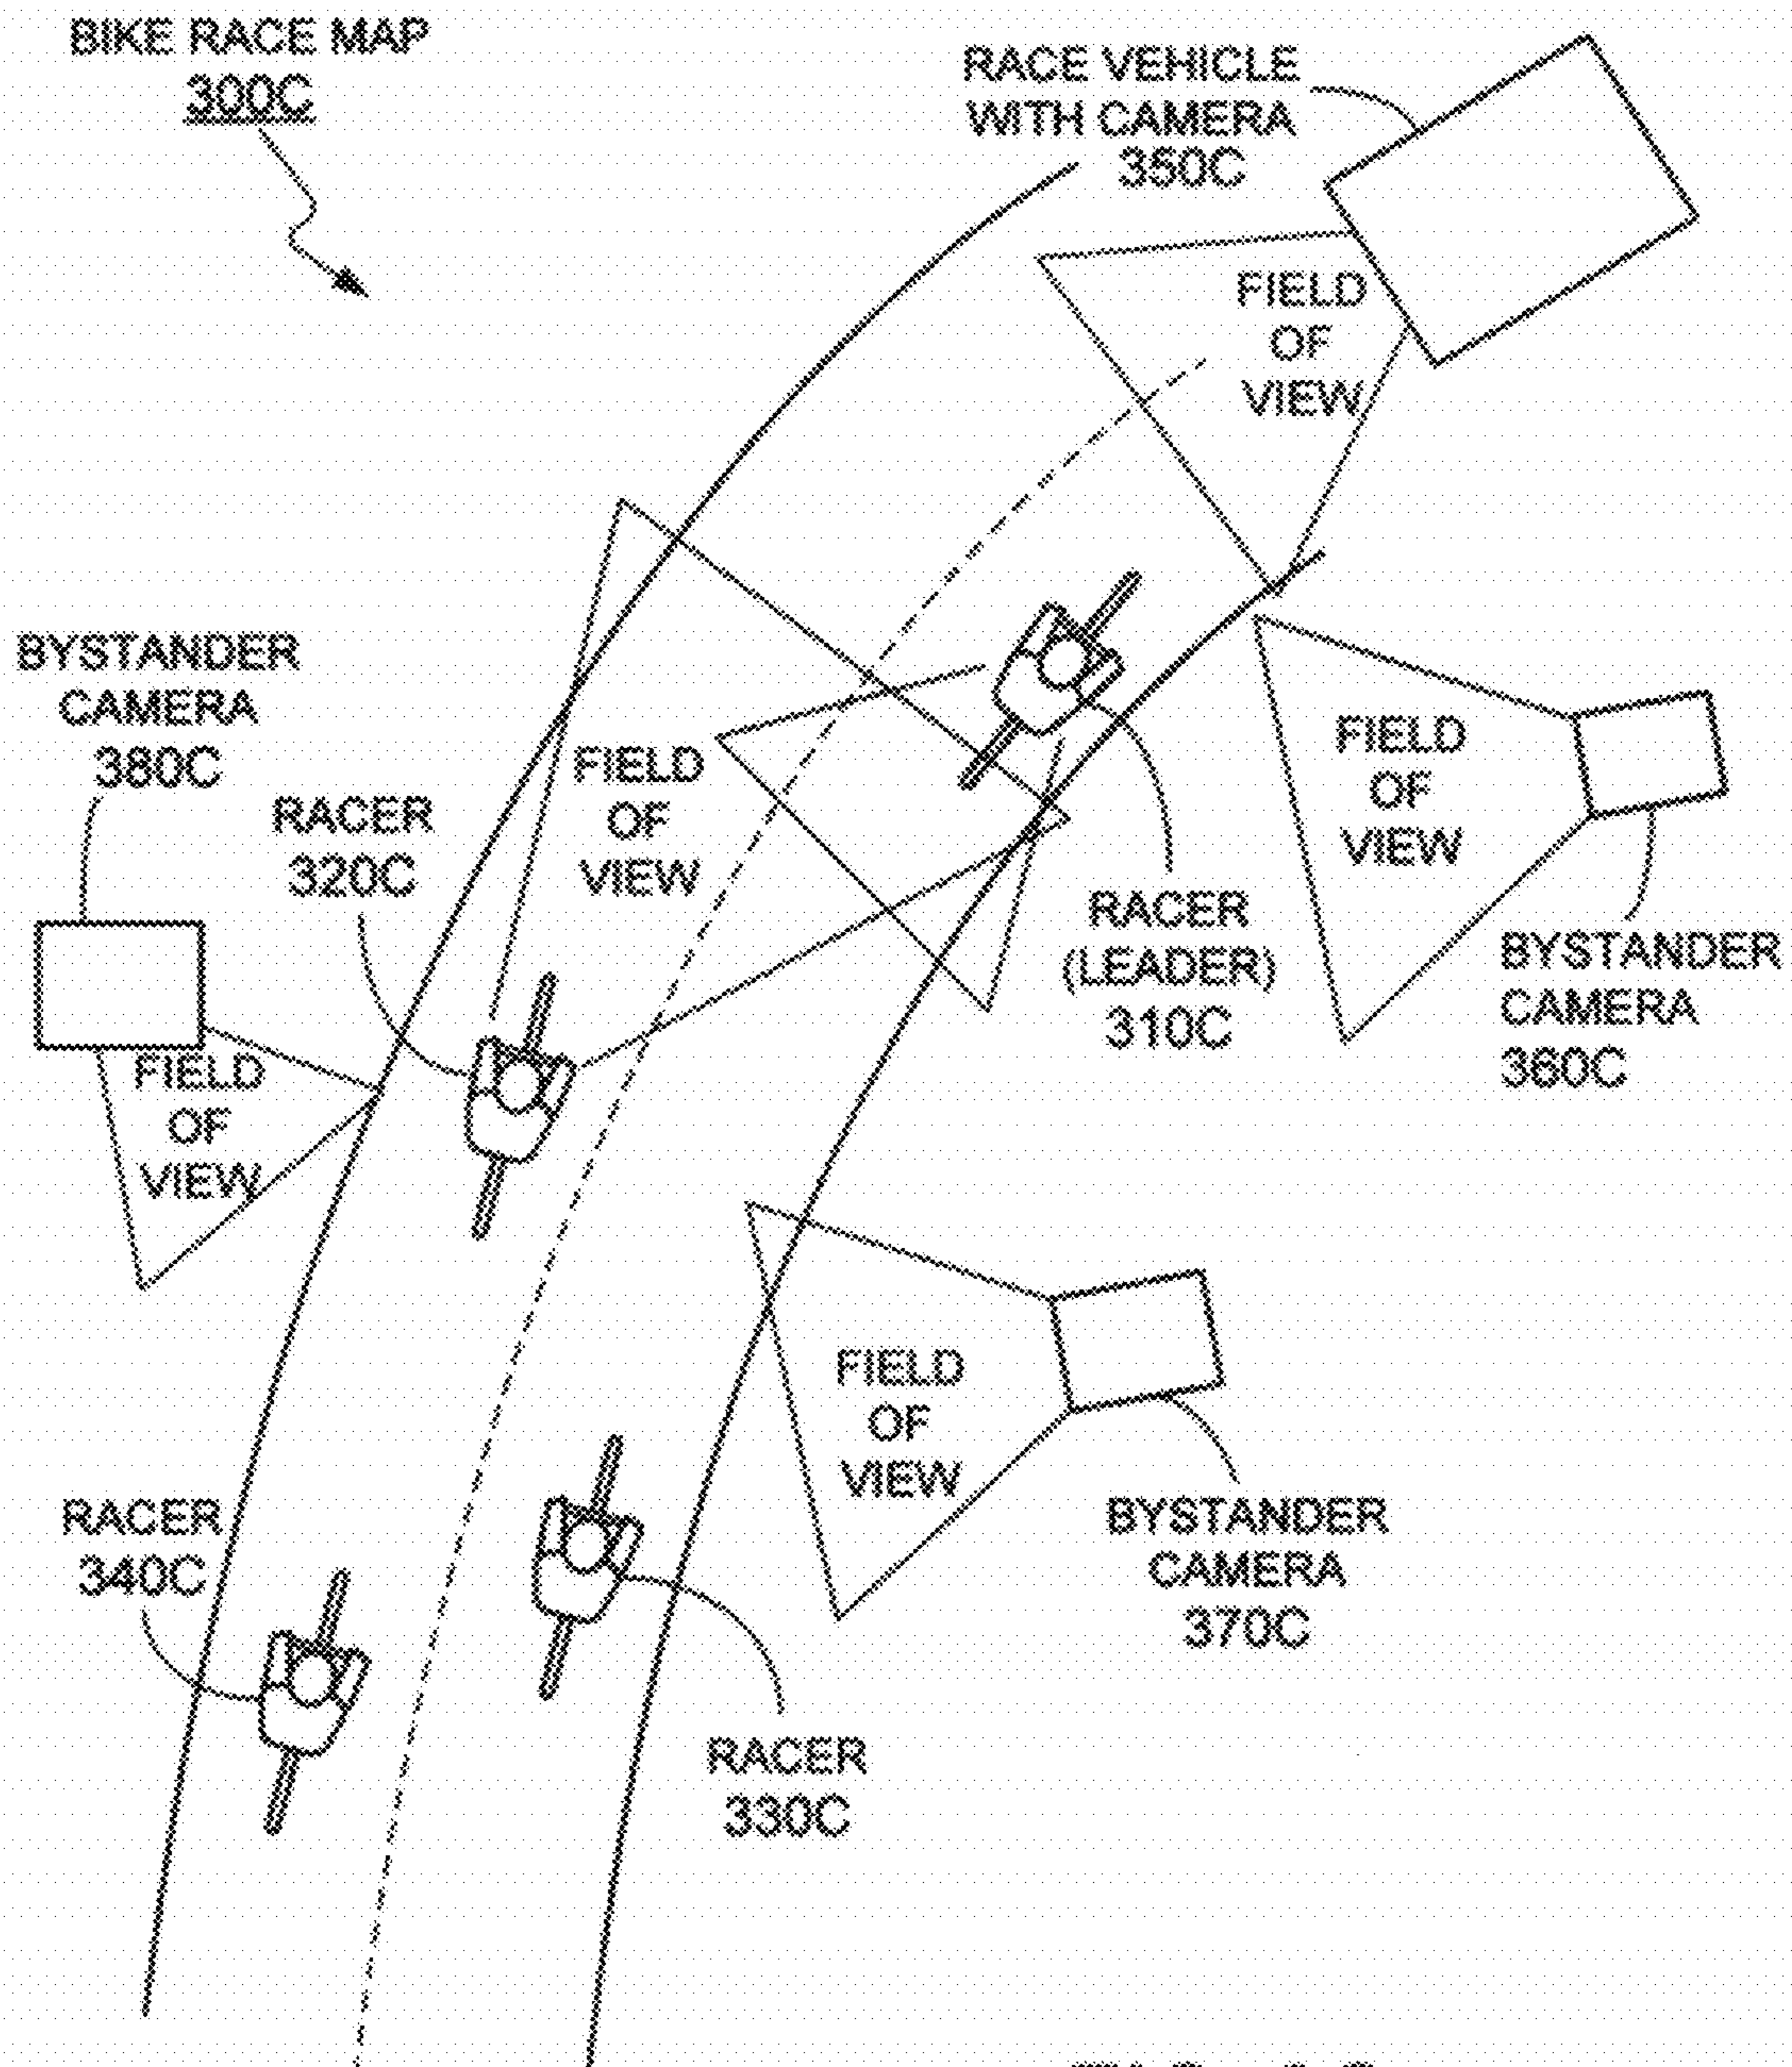 BIKE RACE MAP
300C
RACE VEHICLE
WITH CAMERA
350C
FIELD
OF
VIEW
BYSTANDER
CAMERA
380C
RACER
320C
FIELD
OF
VIEW
FIELD
OF
VIEW
RACER
(LEADER)
310C
BYSTANDER
CAMERA
360C
FIELD
OF
VIEW
FIELD
OF
VIEW
BYSTANDER
CAMERA
370C
RACER
340C
RACER
330C